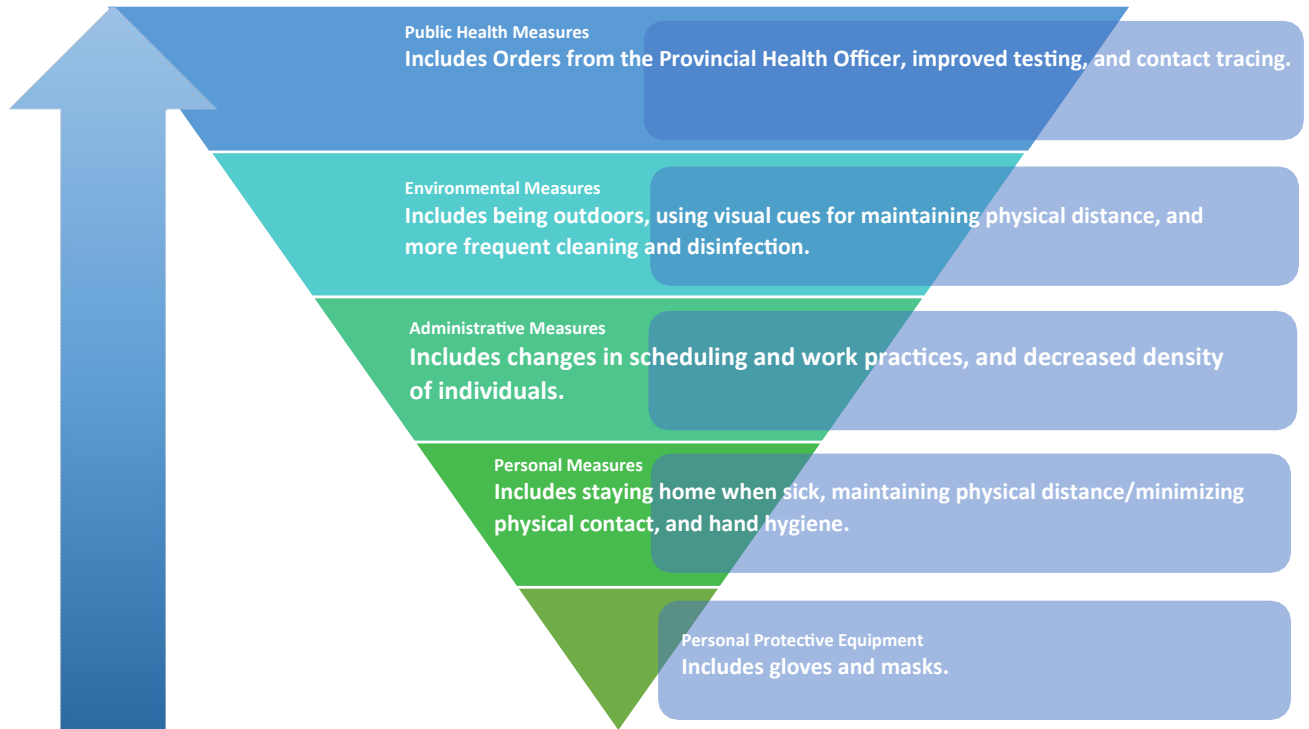 Public Health Measures
Includes Orders from the Provincial Health Officer, improved testing, and contact tracing.
Environmental Measures
Includes being outdoors, using visual cues for maintaining physical distance, and
more frequent cleaning and disinfection.
Administrative Measures
Includes changes in scheduling and work practices, and decreased density
of individuals.
Personal Measures
Includes staying home when sick, maintaining physical distance/minimizing
physical contact, and hand hygiene.
Personal Protective Equipment
Includes gloves and masks.